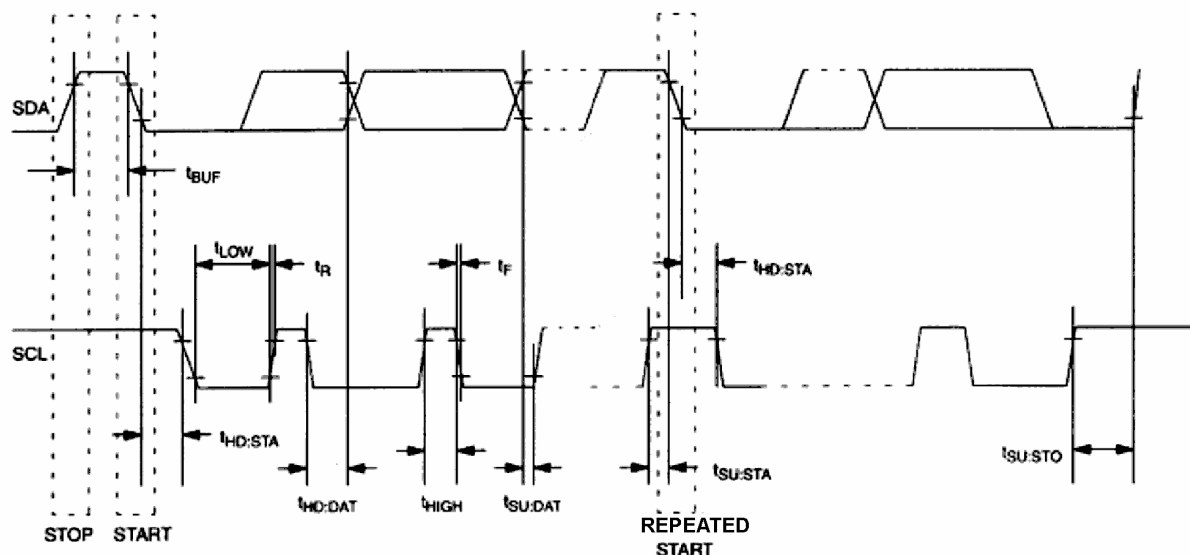 SDA
tBUF
tLOW
tR
tF
tHD:STA
SCL
tHD:STA
tHD:DAT
tHIGH
tSU:DAT
tSU:STA
tSU:STO
STOP
START
REPEATED
START